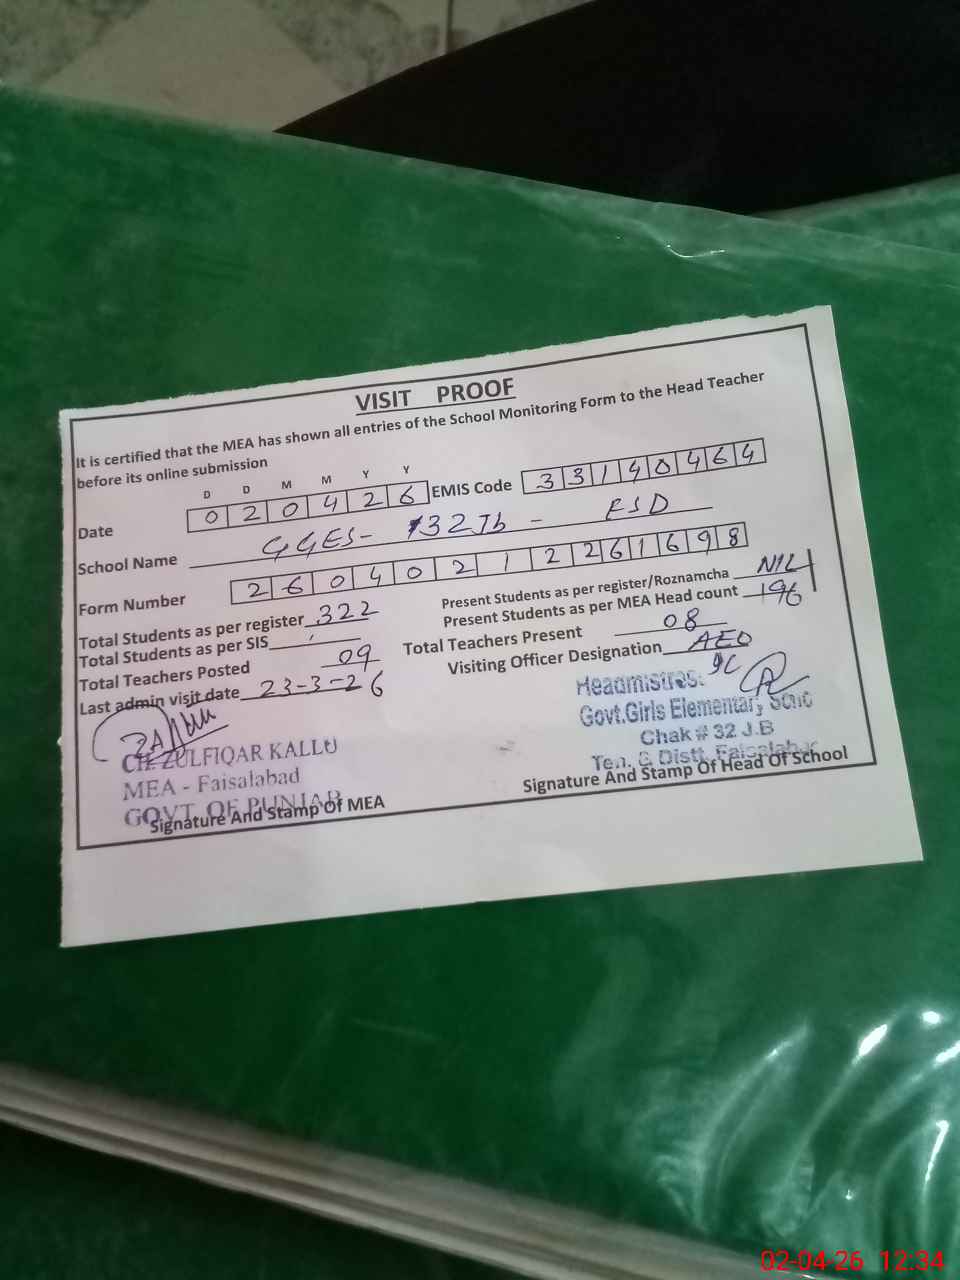 VISIT PROOF
It is certified that the MEA has shown all entries of the School Monitoring Form to the Head Teacher
before its online submission
D D M M Y Y
Date 0 2 0 4 2 6 EMIS Code 3 3 1 4 0 4 6 4
School Name GGES- 32Jb - FSD
Form Number 2 6 0 4 0 2 1 2 2 6 1 6 9 8
Total Students as per register 322 Present Students as per register/Roznamcha NIL
Total Students as per SIS Present Students as per MEA Head count 196
Total Teachers Posted 09 Total Teachers Present 08
Last admin visit date 23-3-26 Visiting Officer Designation AEO
CH. ZULFIQAR KALLU
MEA - Faisalabad
GOVT. OF PUNJAB
Signature And Stamp Of MEA
Headmistress
Govt.Girls Elementary School
Chak # 32 J.B
Teh. & Distt. Faisalabad
Signature And Stamp Of Head Of School
02-04-26 12:34